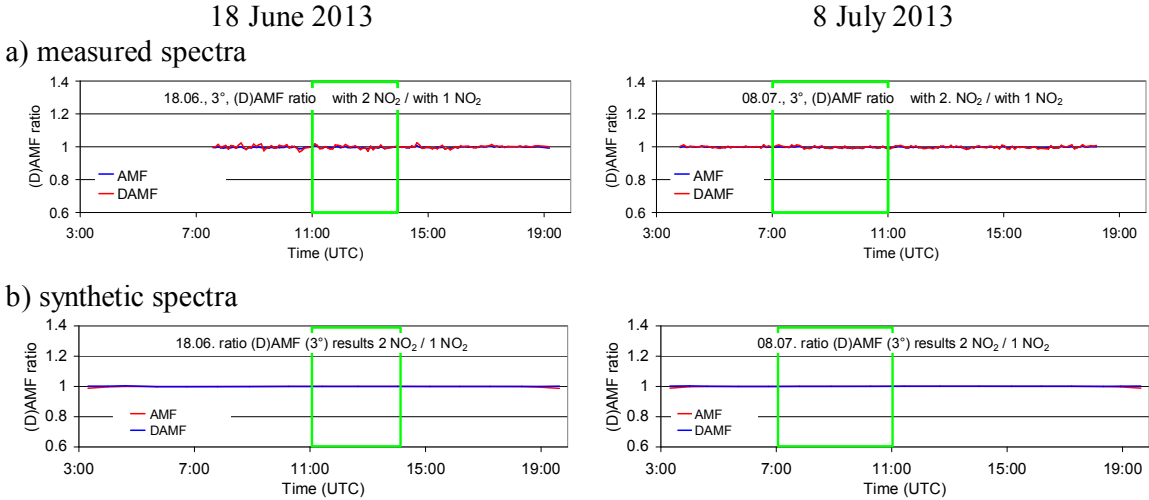 18 June 2013
8 July 2013
a) measured spectra
18.06., 3°, (D)AMF ratio with 2 NO₂ / with 1 NO₂
(D)AMF ratio
1.4
1.2
1
0.8
0.6
AMF
DAMF
3:00 7:00 11:00 15:00 19:00
Time (UTC)
08.07., 3°, (D)AMF ratio with 2. NO₂ / with 1 NO₂
(D)AMF ratio
1.4
1.2
1
0.8
0.6
AMF
DAMF
3:00 7:00 11:00 15:00 19:00
Time (UTC)
b) synthetic spectra
18.06. ratio (D)AMF (3°) results 2 NO₂ / 1 NO₂
(D)AMF ratio
1.4
1.2
1
0.8
0.6
AMF
DAMF
3:00 7:00 11:00 15:00 19:00
Time (UTC)
08.07. ratio (D)AMF (3°) results 2 NO₂ / 1 NO₂
(D)AMF ratio
1.4
1.2
1
0.8
0.6
AMF
DAMF
3:00 7:00 11:00 15:00 19:00
Time (UTC)